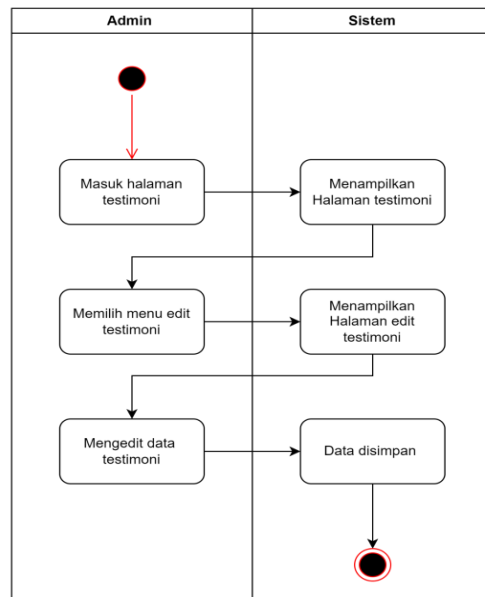 Admin
Sistem
Masuk halaman
testimoni
Menampilkan
Halaman testimoni
Memilih menu edit
testimoni
Menampilkan
Halaman edit
testimoni
Mengedit data
testimoni
Data disimpan